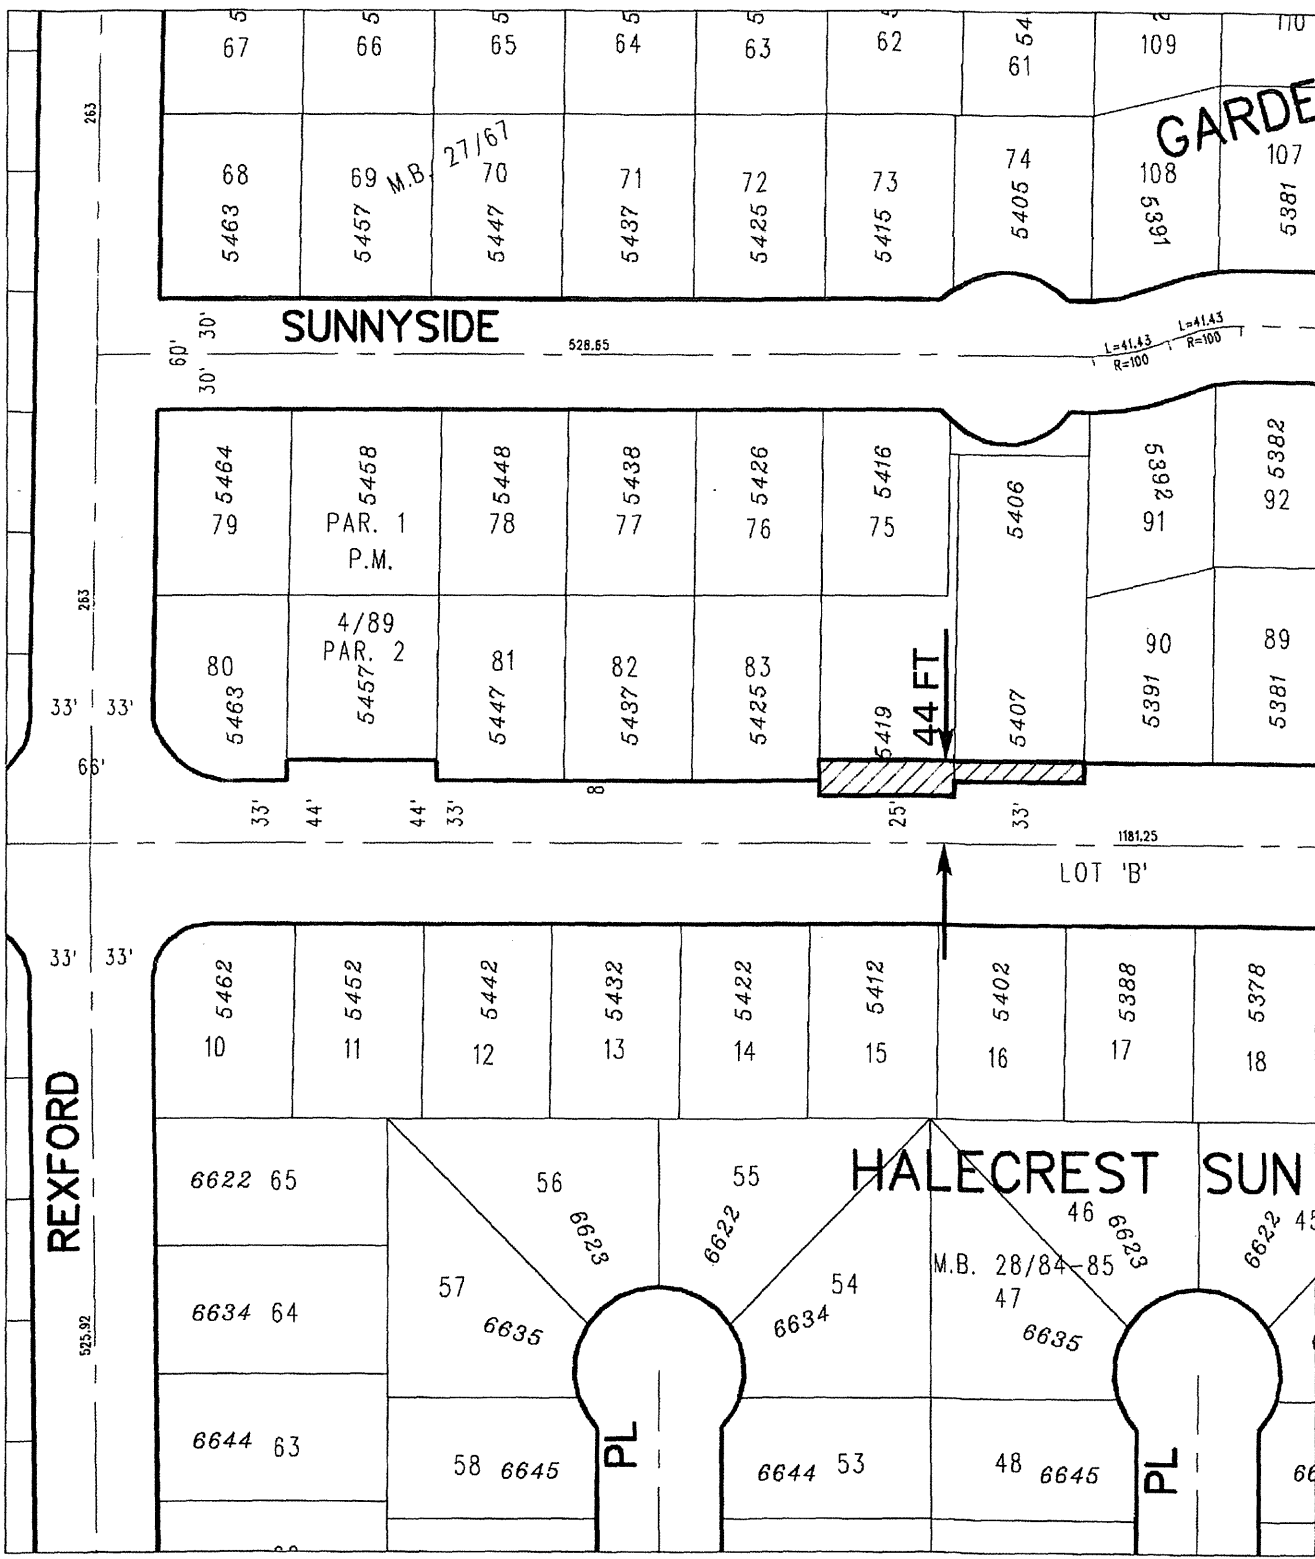 67 66 65 64 63 62 54 61 109 110
GARDE
263
68 69 M.B. 27/67 70 71 72 73 74 108 107
5463 5457 5447 5437 5425 5415 5405 5391 5381
60' 30' 30'
SUNNYSIDE
528.65
L=41.43 R=100
L=41.43 R=100
5464 5458 5448 5438 5426 5416 5406 5392 5382
79 PAR. 1 78 77 76 75 91 92
P.M.
263
4/89
80 PAR. 2 81 82 83 90 89
5463 5457 5447 5437 5425 5419 44 FT 5407 5391 5381
33' 33'
66'
33' 44' 44' 33' 8 25' 33'
1181.25
LOT 'B'
33' 33'
5462 5452 5442 5432 5422 5412 5402 5388 5378
10 11 12 13 14 15 16 17 18
REXFORD
HALECREST SUN
6622 65 56 55 46 45
6623 6622 6623 6622
M.B. 28/84-85
6634 64 57 54 47
6635 6634 6635
525.92
6644 63 58 6645 PL 6644 53 48 6645 PL